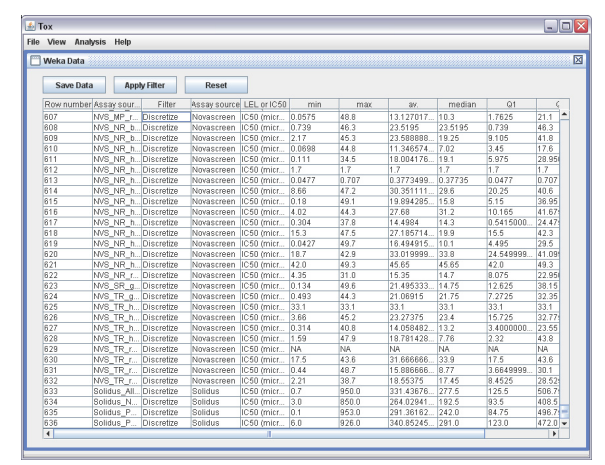 Tox
File View Analysis Help
Weka Data
Save Data Apply Filter Reset
Row number Assay sour... Filter Assay source LEL or IC50 min max av. median Q1
607 NVS_MP_r... Discretize Novascreen IC50 (micr... 0.0575 48.8 13.127017... 10.3 1.7625 21.1
608 NVS_NR_b... Discretize Novascreen IC50 (micr... 0.739 46.3 23.5195 23.5195 0.739 46.3
609 NVS_NR_b... Discretize Novascreen IC50 (micr... 2.17 45.3 23.588888... 19.25 9.105 41.8
610 NVS_NR_h... Discretize Novascreen IC50 (micr... 0.0698 44.8 11.346574... 7.02 3.45 17.6
611 NVS_NR_h... Discretize Novascreen IC50 (micr... 0.111 34.5 18.004176... 19.1 5.975 28.950
612 NVS_NR_h... Discretize Novascreen IC50 (micr... 1.7 1.7 1.7 1.7 1.7 1.7
613 NVS_NR_h... Discretize Novascreen IC50 (micr... 0.0477 0.707 0.3773499... 0.37735 0.0477 0.707
614 NVS_NR_h... Discretize Novascreen IC50 (micr... 8.66 47.2 30.351111... 29.6 20.25 40.6
615 NVS_NR_h... Discretize Novascreen IC50 (micr... 0.18 49.1 19.894285... 15.8 5.15 36.95
616 NVS_NR_h... Discretize Novascreen IC50 (micr... 4.02 44.3 27.68 31.2 10.165 41.675
617 NVS_NR_h... Discretize Novascreen IC50 (micr... 0.304 37.8 14.4984 14.3 0.5415000... 24.475
618 NVS_NR_h... Discretize Novascreen IC50 (micr... 15.3 47.5 27.185714... 19.9 15.5 42.3
619 NVS_NR_h... Discretize Novascreen IC50 (micr... 0.0427 49.7 16.494915... 10.1 4.495 29.5
620 NVS_NR_h... Discretize Novascreen IC50 (micr... 18.7 42.9 33.019999... 33.8 24.549999... 41.099
621 NVS_NR_h... Discretize Novascreen IC50 (micr... 42.0 49.3 45.65 45.65 42.0 49.3
622 NVS_NR_r... Discretize Novascreen IC50 (micr... 4.35 31.0 15.35 14.7 8.075 22.950
623 NVS_SR_g... Discretize Novascreen IC50 (micr... 0.134 49.6 21.495333... 14.75 12.625 38.15
624 NVS_TR_g... Discretize Novascreen IC50 (micr... 0.493 44.3 21.06915 21.75 7.2725 32.35
625 NVS_TR_h... Discretize Novascreen IC50 (micr... 33.1 33.1 33.1 33.1 33.1 33.1
626 NVS_TR_h... Discretize Novascreen IC50 (micr... 3.66 45.2 23.27375 23.4 15.725 32.775
627 NVS_TR_h... Discretize Novascreen IC50 (micr... 0.314 40.8 14.058482... 13.2 3.4000000... 23.55
628 NVS_TR_h... Discretize Novascreen IC50 (micr... 1.59 47.9 18.781428... 7.76 2.32 43.8
629 NVS_TR_r... Discretize Novascreen IC50 (micr... NA NA NA NA NA NA
630 NVS_TR_r... Discretize Novascreen IC50 (micr... 17.5 43.6 31.666666... 33.9 17.5 43.6
631 NVS_TR_r... Discretize Novascreen IC50 (micr... 0.44 48.7 15.886666... 8.77 3.6649999... 30.1
632 NVS_TR_r... Discretize Novascreen IC50 (micr... 2.21 38.7 18.55375 17.45 8.4525 28.525
633 Solidus_All... Discretize Solidus IC50 (micr... 0.7 950.0 331.43676... 277.5 125.5 506.75
634 Solidus_N... Discretize Solidus IC50 (micr... 3.0 850.0 264.02941... 192.5 93.5 408.5
635 Solidus_P... Discretize Solidus IC50 (micr... 0.1 953.0 291.36162... 242.0 84.75 496.75
636 Solidus_P... Discretize Solidus IC50 (micr... 6.0 926.0 340.85245... 291.0 123.0 472.0